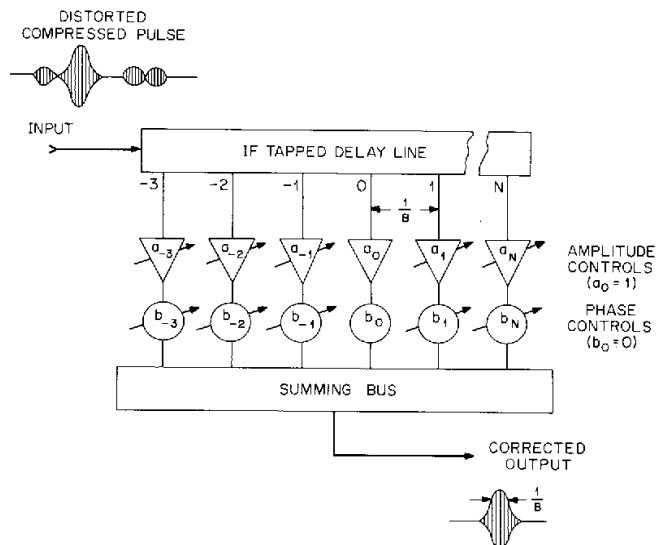 DISTORTED
COMPRESSED PULSE
INPUT
IF TAPPED DELAY LINE
-3 -2 -1 0 1 N
1/B
a-3 a-2 a-1 a0 a1 aN
AMPLITUDE
CONTROLS
(a0=1)
b-3 b-2 b-1 b0 b1 bN
PHASE
CONTROLS
(b0=0)
SUMMING BUS
CORRECTED
OUTPUT
1/B